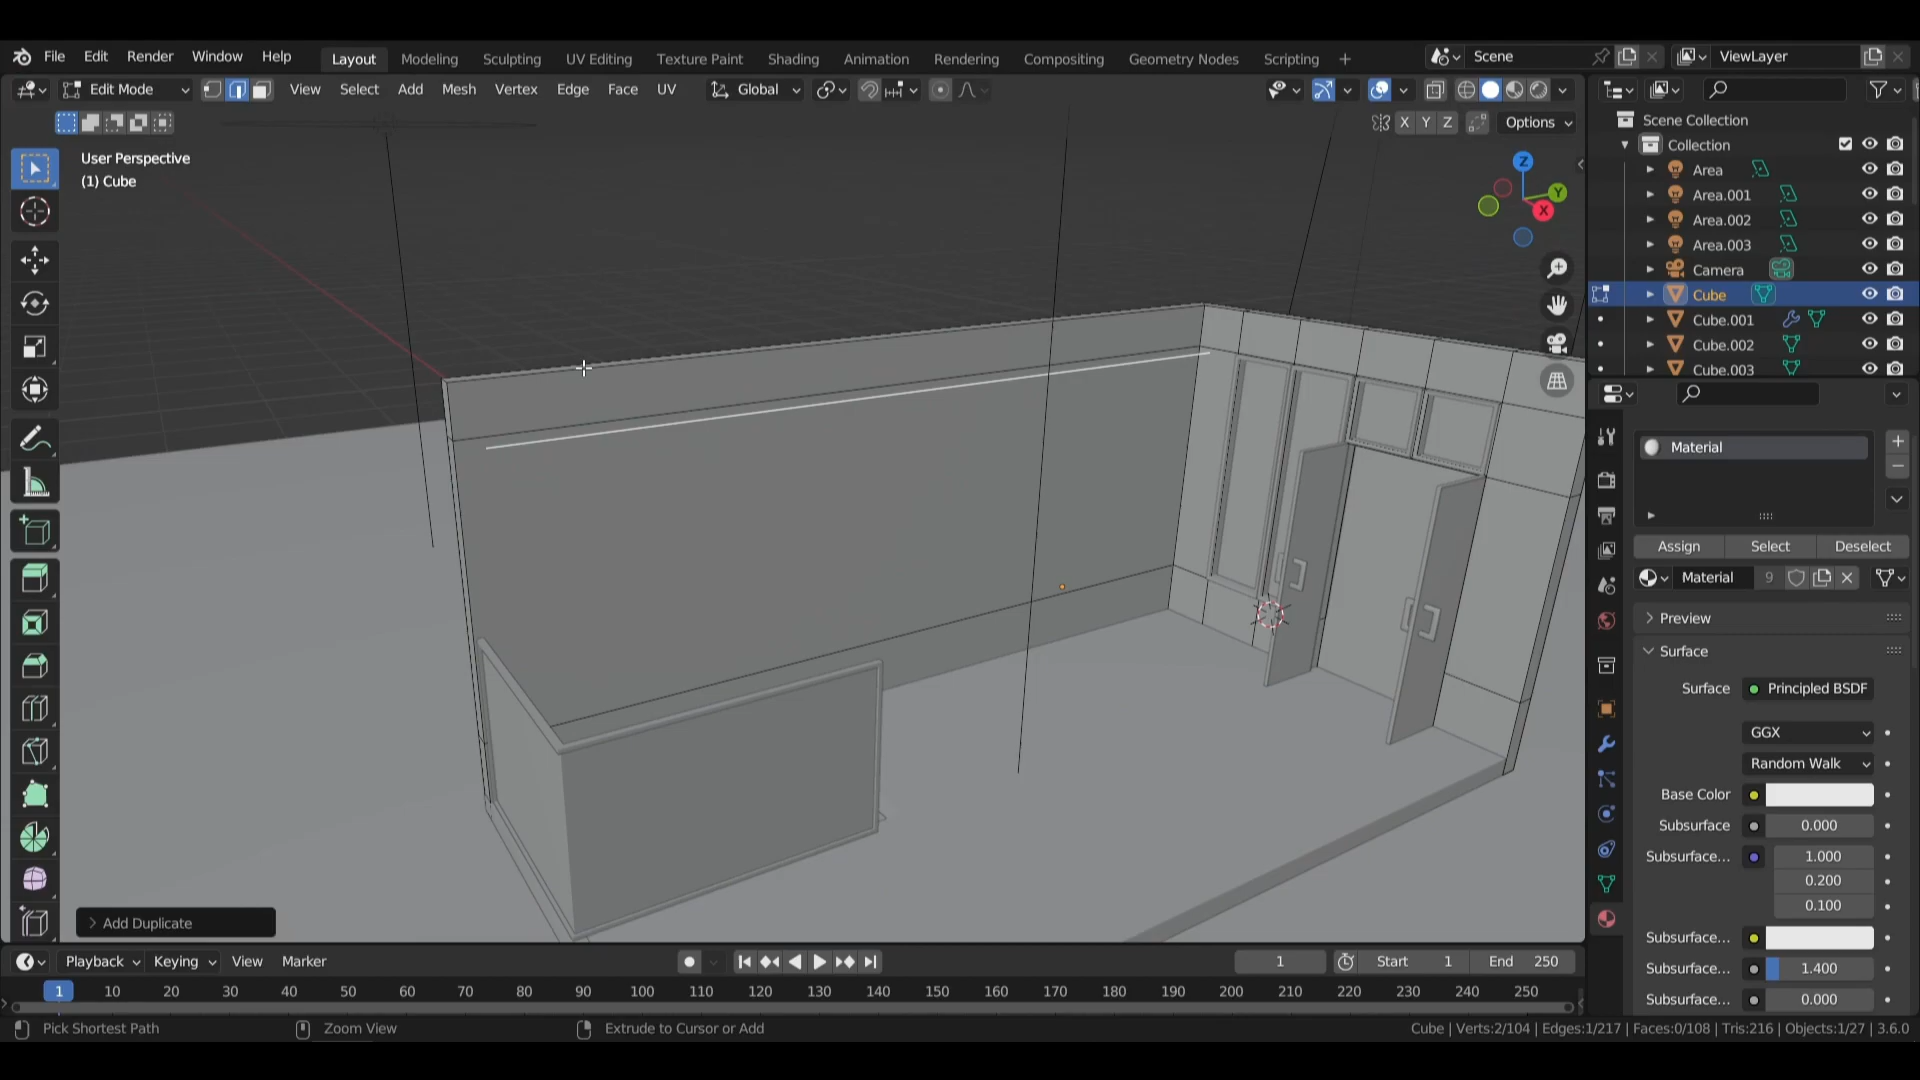 File Edit Render Window Help
Layout Modeling Sculpting UV Editing Texture Paint Shading Animation Rendering Compositing Geometry Nodes Scripting +
Scene
ViewLayer
Edit Mode
View Select Add Mesh Vertex Edge Face UV
Global
X Y Z
Options
User Perspective
(1) Cube
Z
Y
X
Scene Collection
Collection
Area
Area.001
Area.002
Area.003
Camera
Cube
Cube.001
Cube.002
Cube.003
Material
Assign Select Deselect
Material 9
Preview
Surface
Surface Principled BSDF
GGX
Random Walk
Base Color
Subsurface 0.000
Subsurface... 1.000
0.200
0.100
Subsurface...
Subsurface... 1.400
Subsurface... 0.000
Add Duplicate
Playback Keying View Marker
1
Start 1
End 250
1 10 20 30 40 50 60 70 80 90 100 110 120 130 140 150 160 170 180 190 200 210 220 230 240 250
Pick Shortest Path
Zoom View
Extrude to Cursor or Add
Cube | Verts:2/104 | Edges:1/217 | Faces:0/108 | Tris:216 | Objects:1/27 | 3.6.0